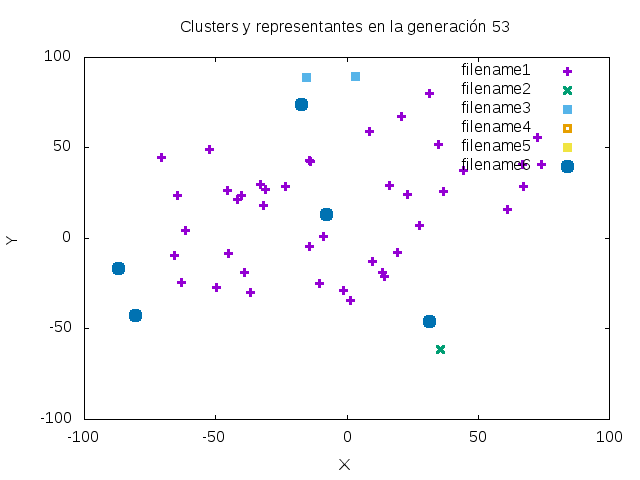 Clusters y representantes en la generación 53
100
50
0
-50
-100
-100
-50
0
50
100
Y
X
filename1
filename2
filename3
filename4
filename5
filename6